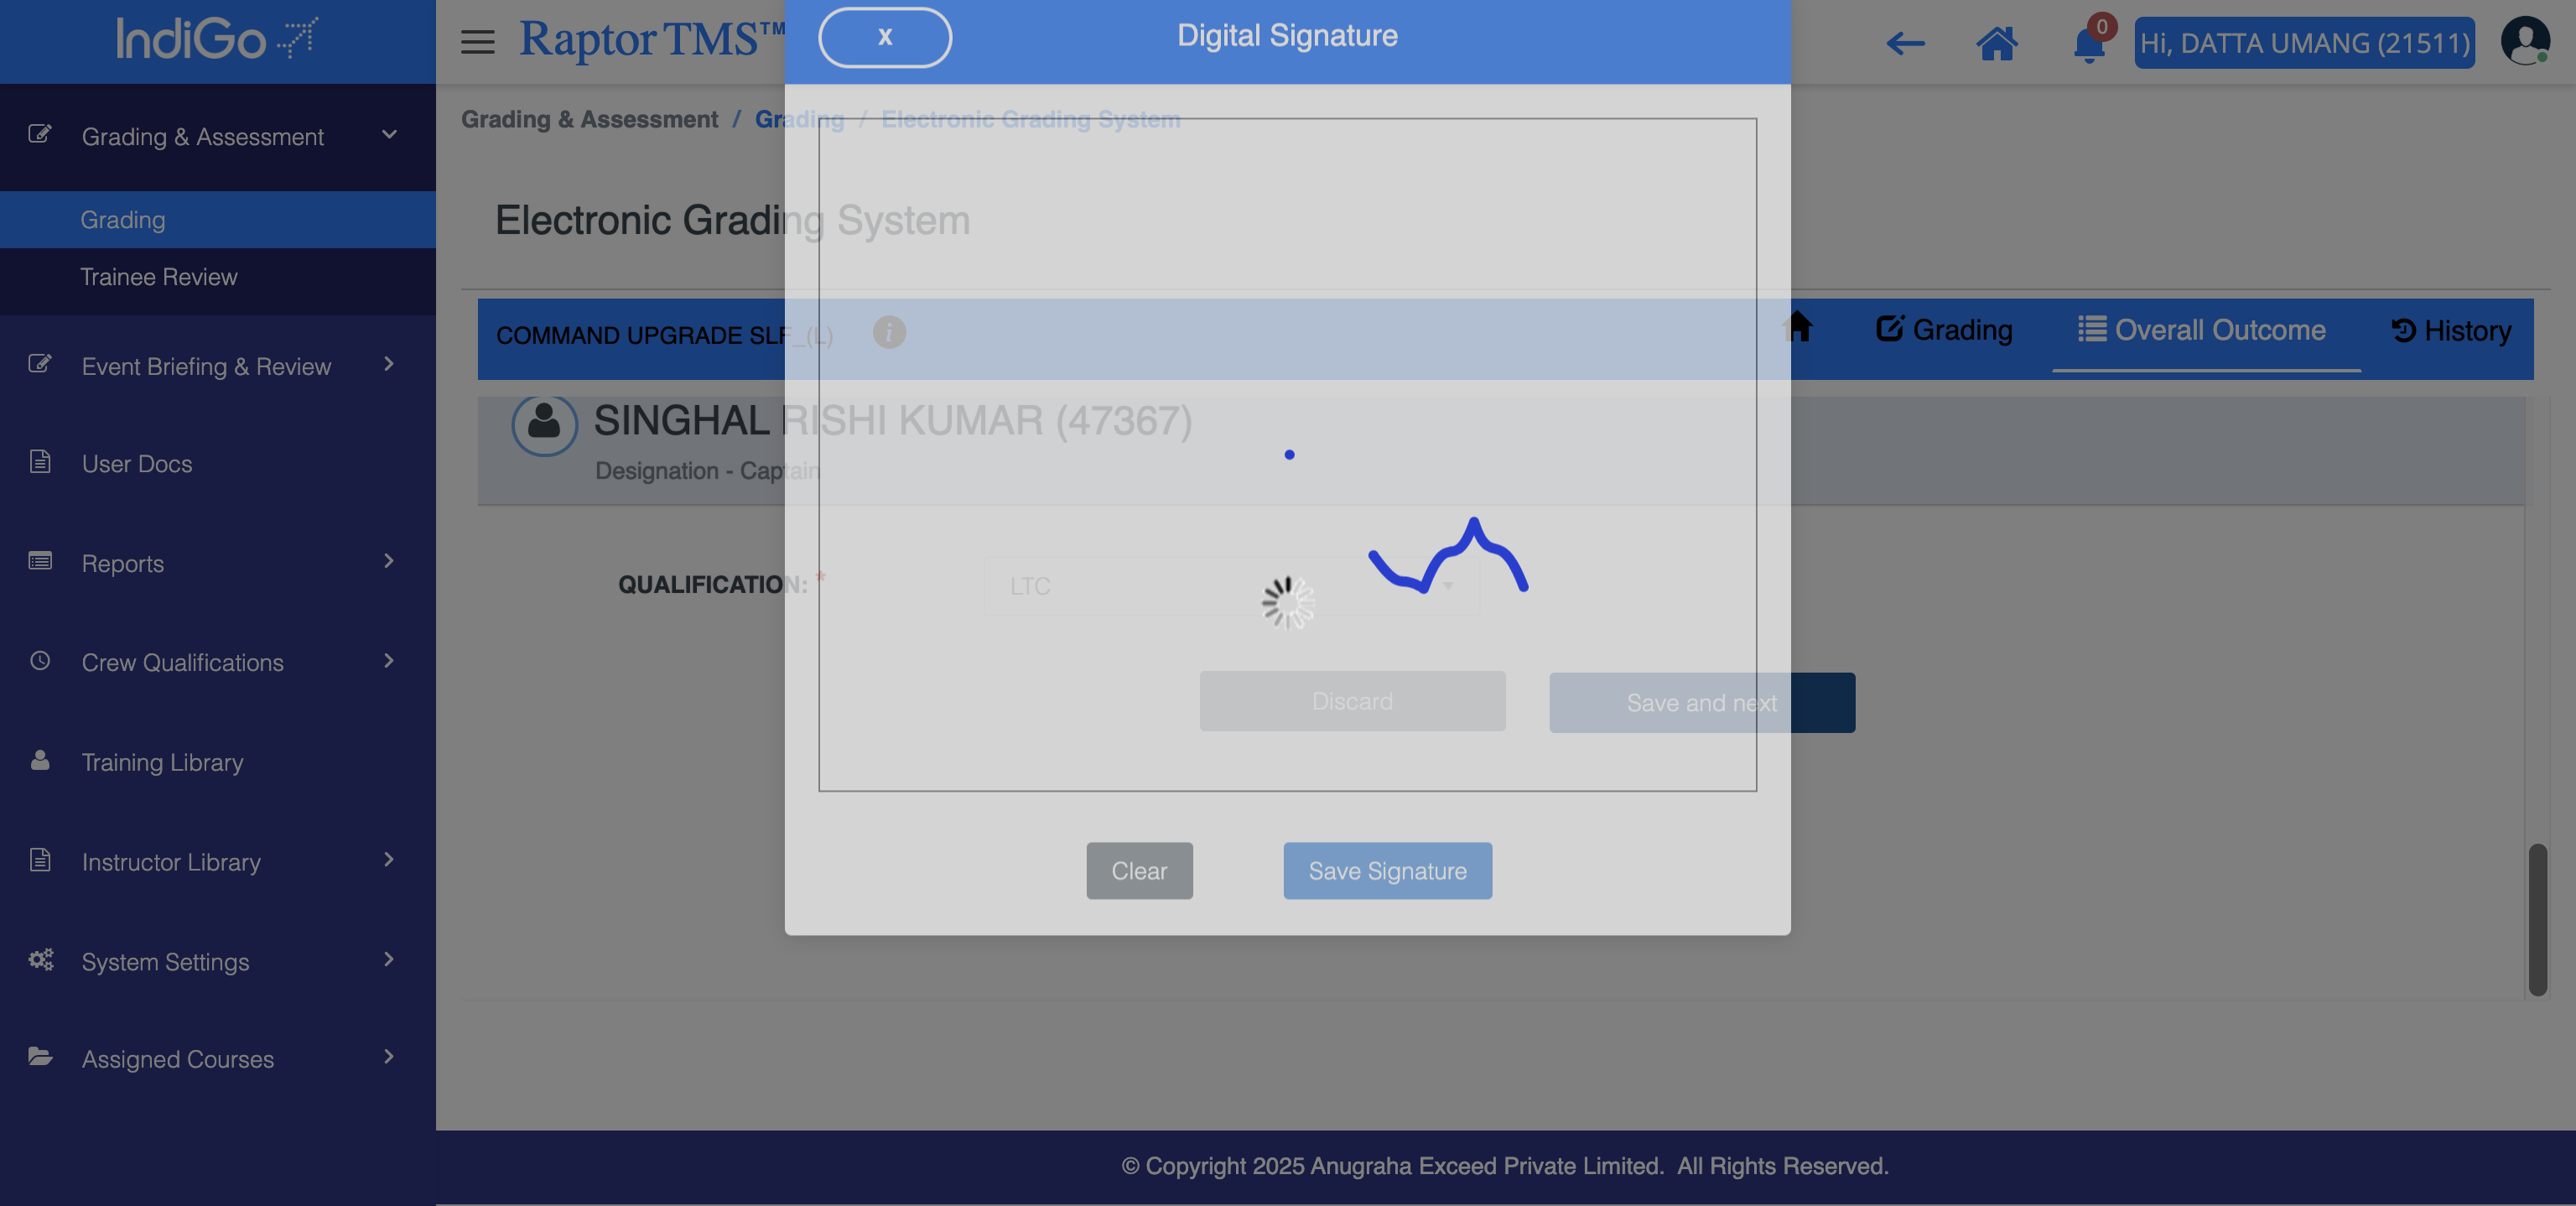 IndiGo
Raptor TMS™
x
Digital Signature
0
Hi, DATTA UMANG (21511)
Grading & Assessment
Grading
Trainee Review
Event Briefing & Review
User Docs
Reports
Crew Qualifications
Training Library
Instructor Library
System Settings
Assigned Courses
Grading & Assessment / Grading / Electronic Grading System
Electronic Grading System
COMMAND UPGRADE SLF_(L)
i
Grading
Overall Outcome
History
SINGHAL RISHI KUMAR (47367)
Designation - Captain
QUALIFICATION: *
LTC
Discard
Save and next
Clear
Save Signature
© Copyright 2025 Anugraha Exceed Private Limited. All Rights Reserved.